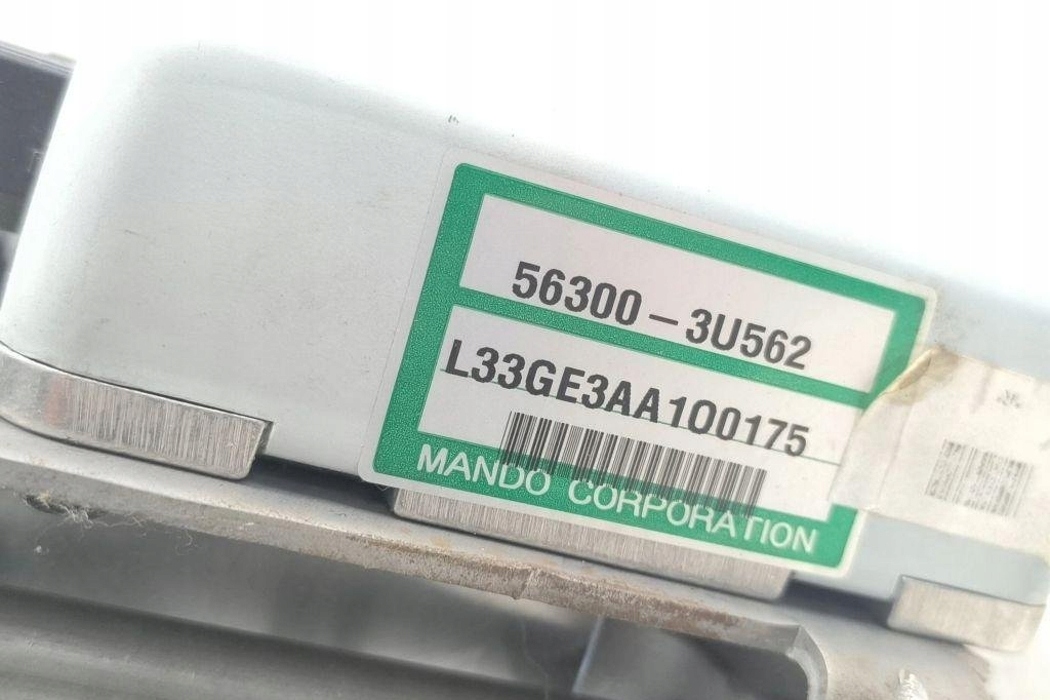 56300-3U562
L33GE3AA100175
MANDO CORPORATION